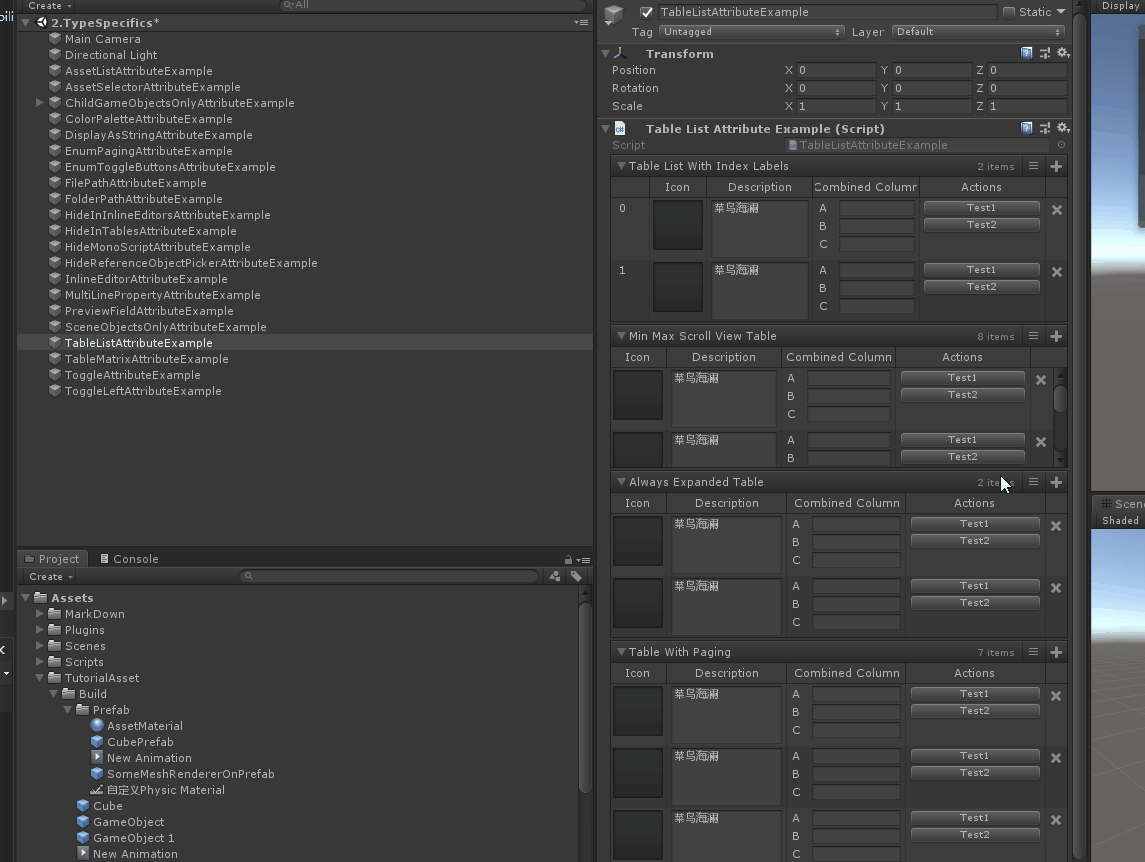 Create
All
2.TypeSpecifics*
Main Camera
Directional Light
AssetListAttributeExample
AssetSelectorAttributeExample
ChildGameObjectsOnlyAttributeExample
ColorPaletteAttributeExample
DisplayAsStringAttributeExample
EnumPagingAttributeExample
EnumToggleButtonsAttributeExample
FilePathAttributeExample
FolderPathAttributeExample
HideInInlineEditorsAttributeExample
HideInTablesAttributeExample
HideMonoScriptAttributeExample
HideReferenceObjectPickerAttributeExample
InlineEditorAttributeExample
MultiLinePropertyAttributeExample
PreviewFieldAttributeExample
SceneObjectsOnlyAttributeExample
TableListAttributeExample
TableMatrixAttributeExample
ToggleAttributeExample
ToggleLeftAttributeExample
Project Console
Create
Assets
MarkDown
Plugins
Scenes
Scripts
TutorialAsset
Build
Prefab
AssetMaterial
CubePrefab
New Animation
SomeMeshRendererOnPrefab
自定义Physic Material
Cube
GameObject
GameObject 1
New Animation
TableListAttributeExample Static
Tag Untagged Layer Default
Transform
Position X 0 Y 0 Z 0
Rotation X 0 Y 0 Z 0
Scale X 1 Y 1 Z 1
Table List Attribute Example (Script)
Script TableListAttributeExample
Table List With Index Labels 2 items
Icon Description Combined Column Actions
0 菜鸟海澜 A Test1
B Test2
C
1 菜鸟海澜 A Test1
B Test2
C
Min Max Scroll View Table 8 items
Icon Description Combined Column Actions
菜鸟海澜 A Test1
B Test2
C
菜鸟海澜 A Test1
B Test2
Always Expanded Table 2 items
Icon Description Combined Column Actions
菜鸟海澜 A Test1
B Test2
C
菜鸟海澜 A Test1
B Test2
C
Table With Paging 7 items
Icon Description Combined Column Actions
菜鸟海澜 A Test1
B Test2
C
菜鸟海澜 A Test1
B Test2
C
菜鸟海澜 A Test1
B Test2
C
Display
Scene
Shaded